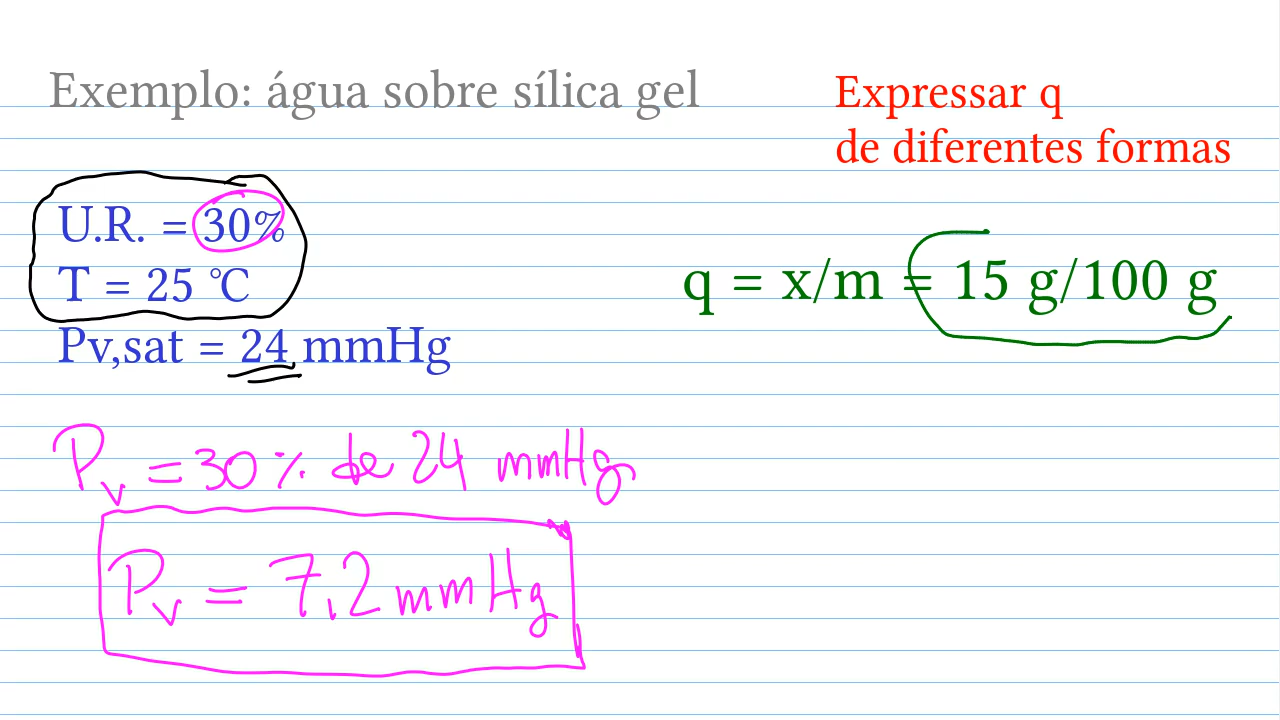 Exemplo: água sobre sílica gel
U.R. = 30%
T = 25 °C
Pv,sat = 24 mmHg
Pv = 30% de 24 mmHg
Pv = 7,2 mmHg
Expressar q
de diferentes formas
q = x/m = 15 g/100 g